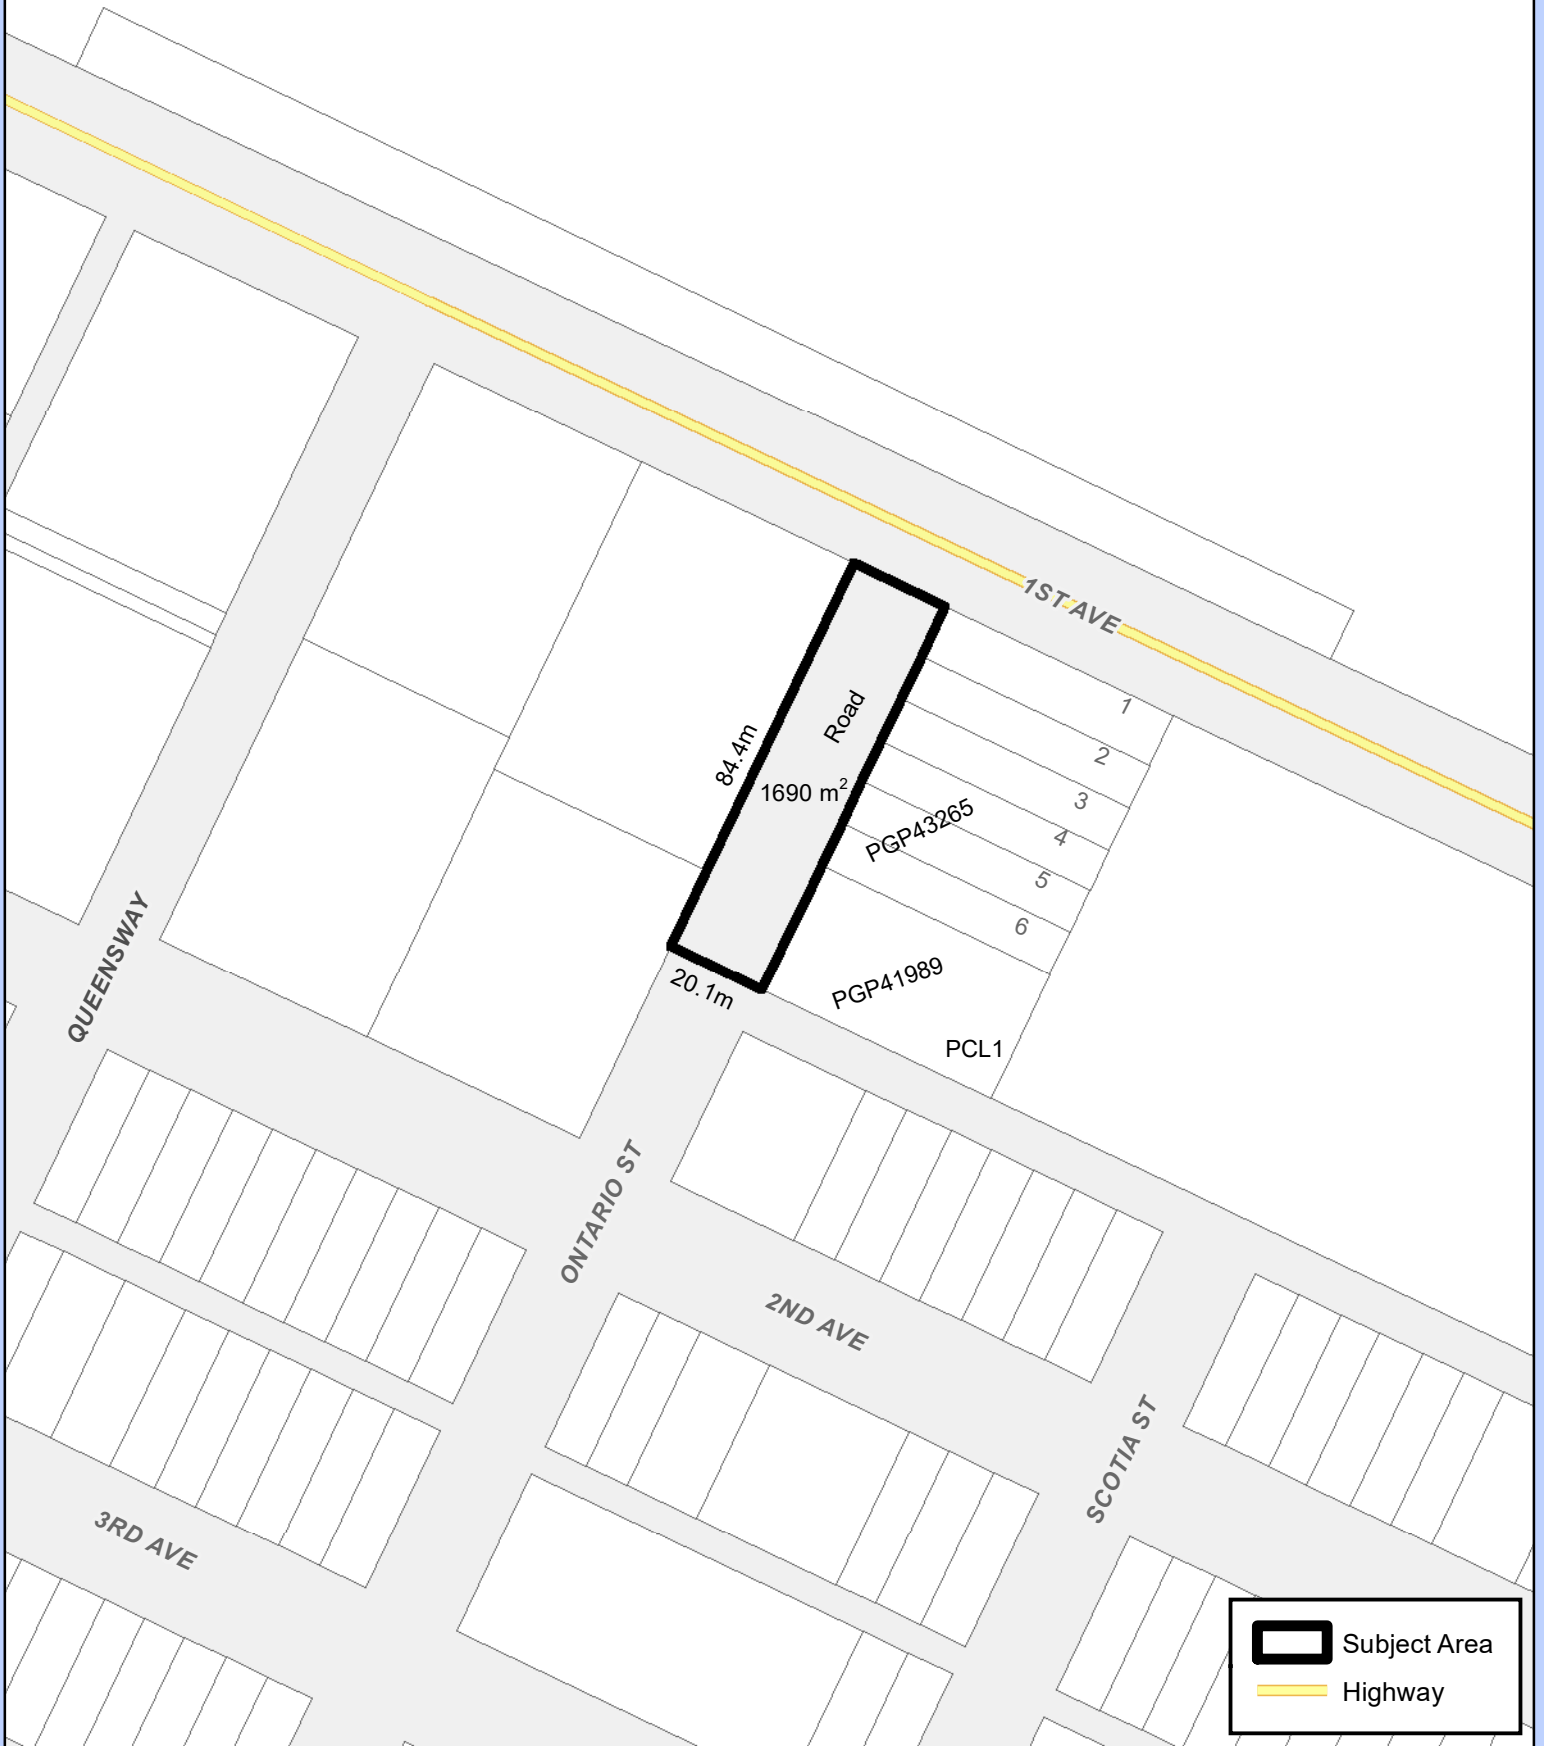 1ST AVE
1
Road
84.4m
2
1690 m²
3
PGP43265
4
5
6
QUEENSWAY
PGP41989
20.1m
PCL1
ONTARIO ST
2ND AVE
SCOTIA ST
3RD AVE
Subject Area
Highway